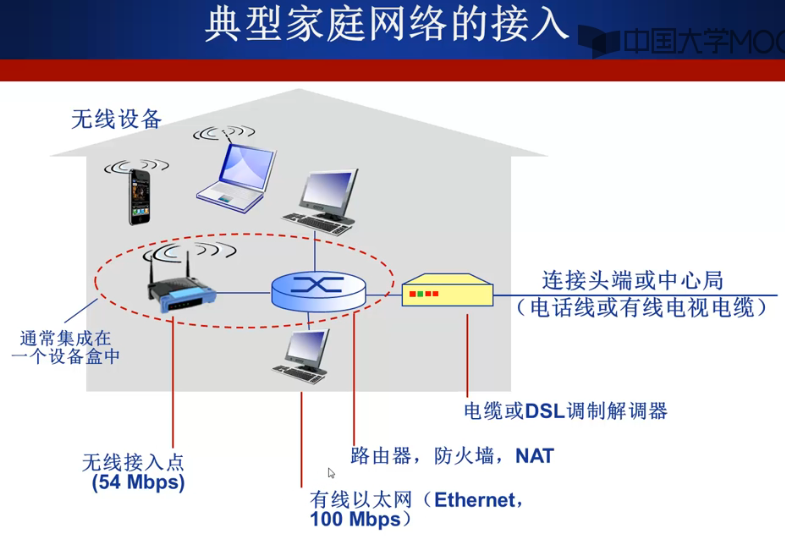 典型家庭网络的接入
中国大学MOO
无线设备
连接头端或中心局
（电话线或有线电视电缆）
通常集成在
一个设备盒中
电缆或DSL调制解调器
无线接入点
(54 Mbps)
路由器，防火墙，NAT
有线以太网（Ethernet，
100 Mbps）